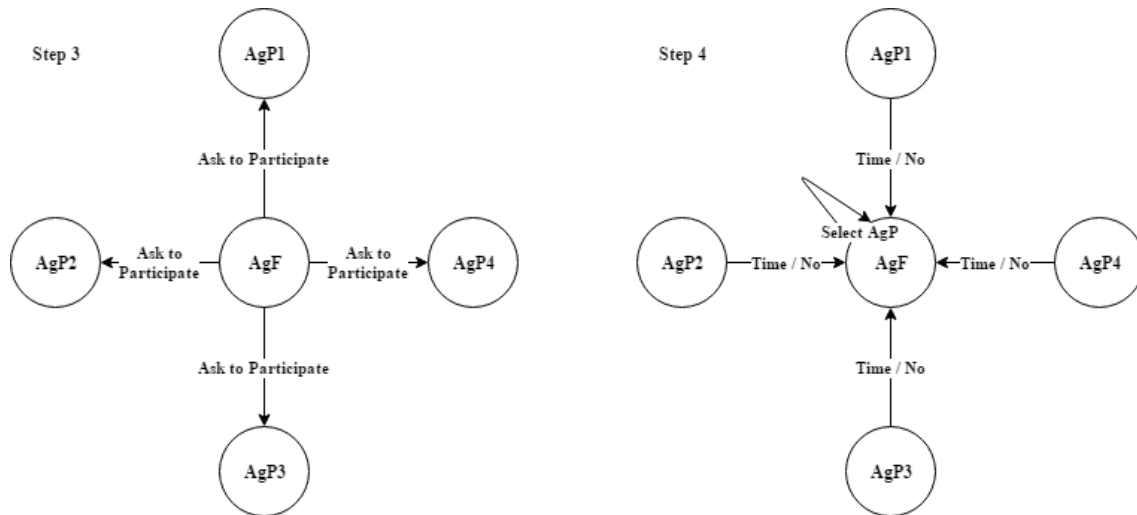 Step 3
AgP1
Ask to Participate
AgP2
Ask to
Participate
AgF
Ask to
Participate
AgP4
Ask to Participate
AgP3
Step 4
AgP1
Time / No
Select AgP
AgP2
Time / No
AgF
Time / No
AgP4
Time / No
AgP3